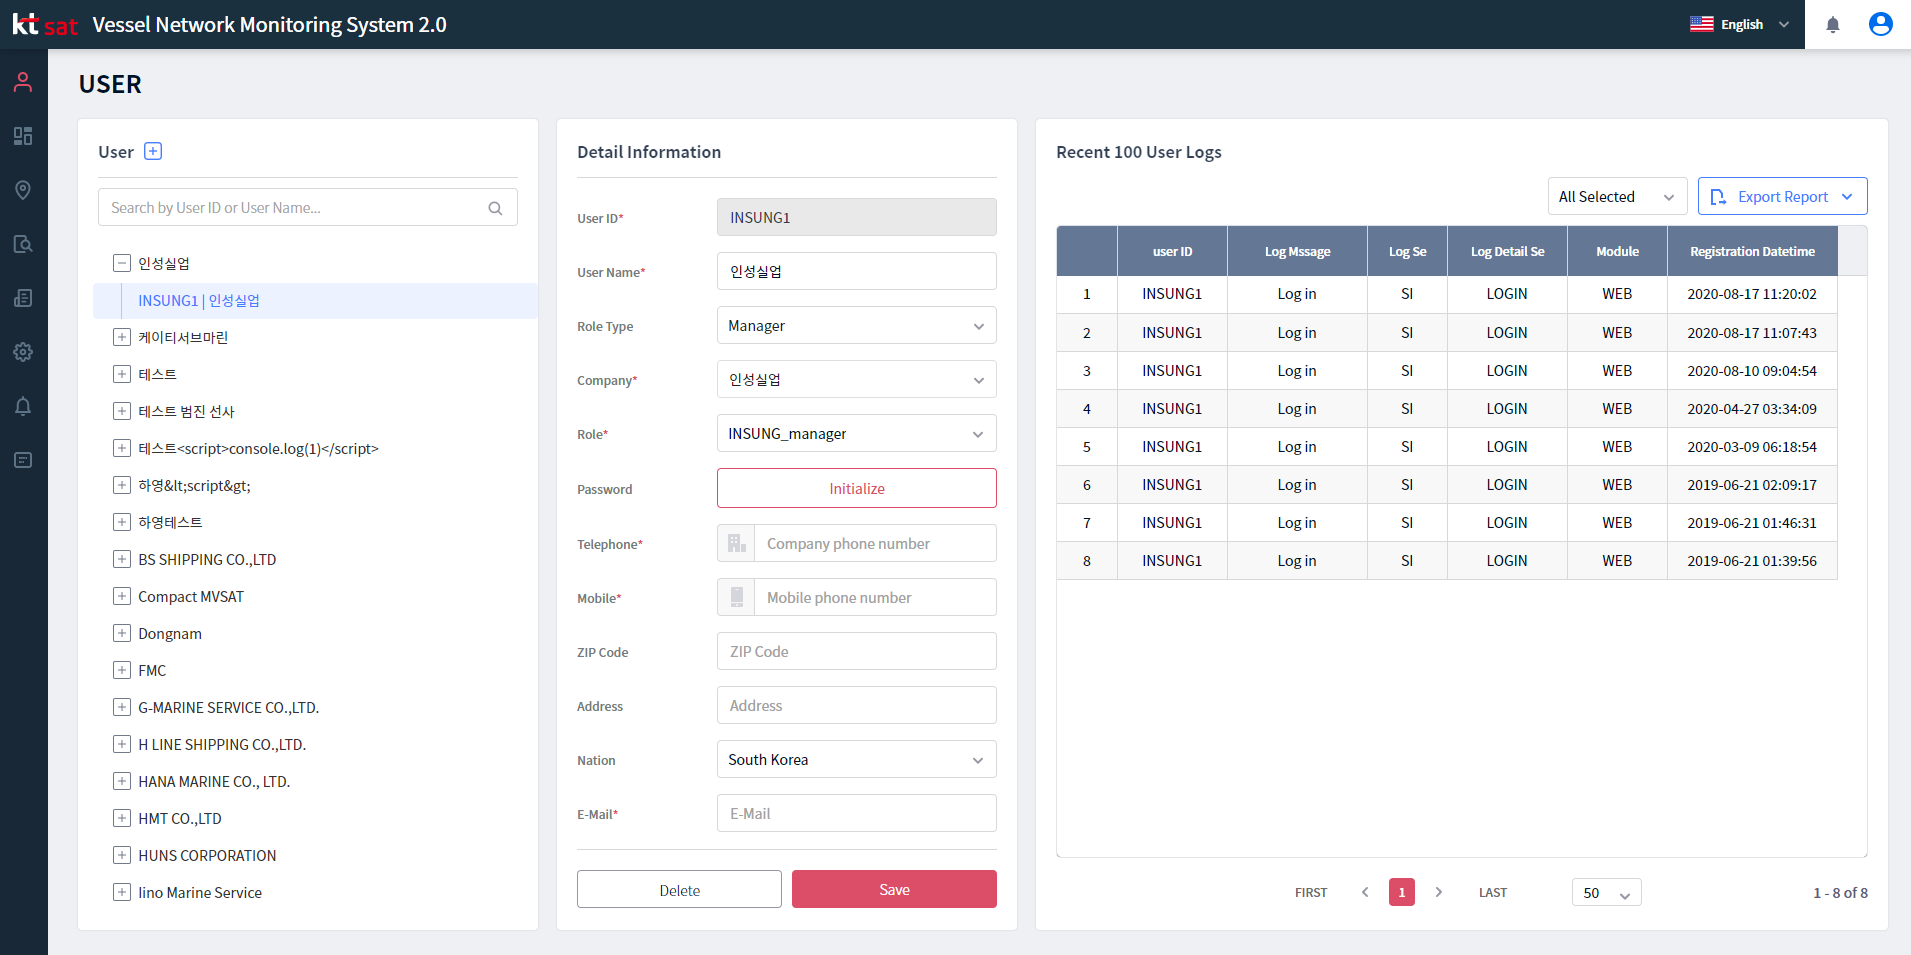 kt sat Vessel Network Monitoring System 2.0
English
USER
User
Search by User ID or User Name...
인성실업
INSUNG1 | 인성실업
케이티서브마린
테스트
테스트 범진 선사
테스트<script>console.log(1)</script>
하영&lt;script&gt;
하영테스트
BS SHIPPING CO.,LTD
Compact MVSAT
Dongnam
FMC
G-MARINE SERVICE CO.,LTD.
H LINE SHIPPING CO.,LTD.
HANA MARINE CO., LTD.
HMT CO.,LTD
HUNS CORPORATION
Iino Marine Service
Detail Information
User ID* INSUNG1
User Name* 인성실업
Role Type Manager
Company* 인성실업
Role* INSUNG_manager
Password Initialize
Telephone* Company phone number
Mobile* Mobile phone number
ZIP Code ZIP Code
Address Address
Nation South Korea
E-Mail* E-Mail
Delete Save
Recent 100 User Logs
All Selected Export Report
user ID Log Mssage Log Se Log Detail Se Module Registration Datetime
1 INSUNG1 Log in SI LOGIN WEB 2020-08-17 11:20:02
2 INSUNG1 Log in SI LOGIN WEB 2020-08-17 11:07:43
3 INSUNG1 Log in SI LOGIN WEB 2020-08-10 09:04:54
4 INSUNG1 Log in SI LOGIN WEB 2020-04-27 03:34:09
5 INSUNG1 Log in SI LOGIN WEB 2020-03-09 06:18:54
6 INSUNG1 Log in SI LOGIN WEB 2019-06-21 02:09:17
7 INSUNG1 Log in SI LOGIN WEB 2019-06-21 01:46:31
8 INSUNG1 Log in SI LOGIN WEB 2019-06-21 01:39:56
FIRST < 1 > LAST 50 1 - 8 of 8